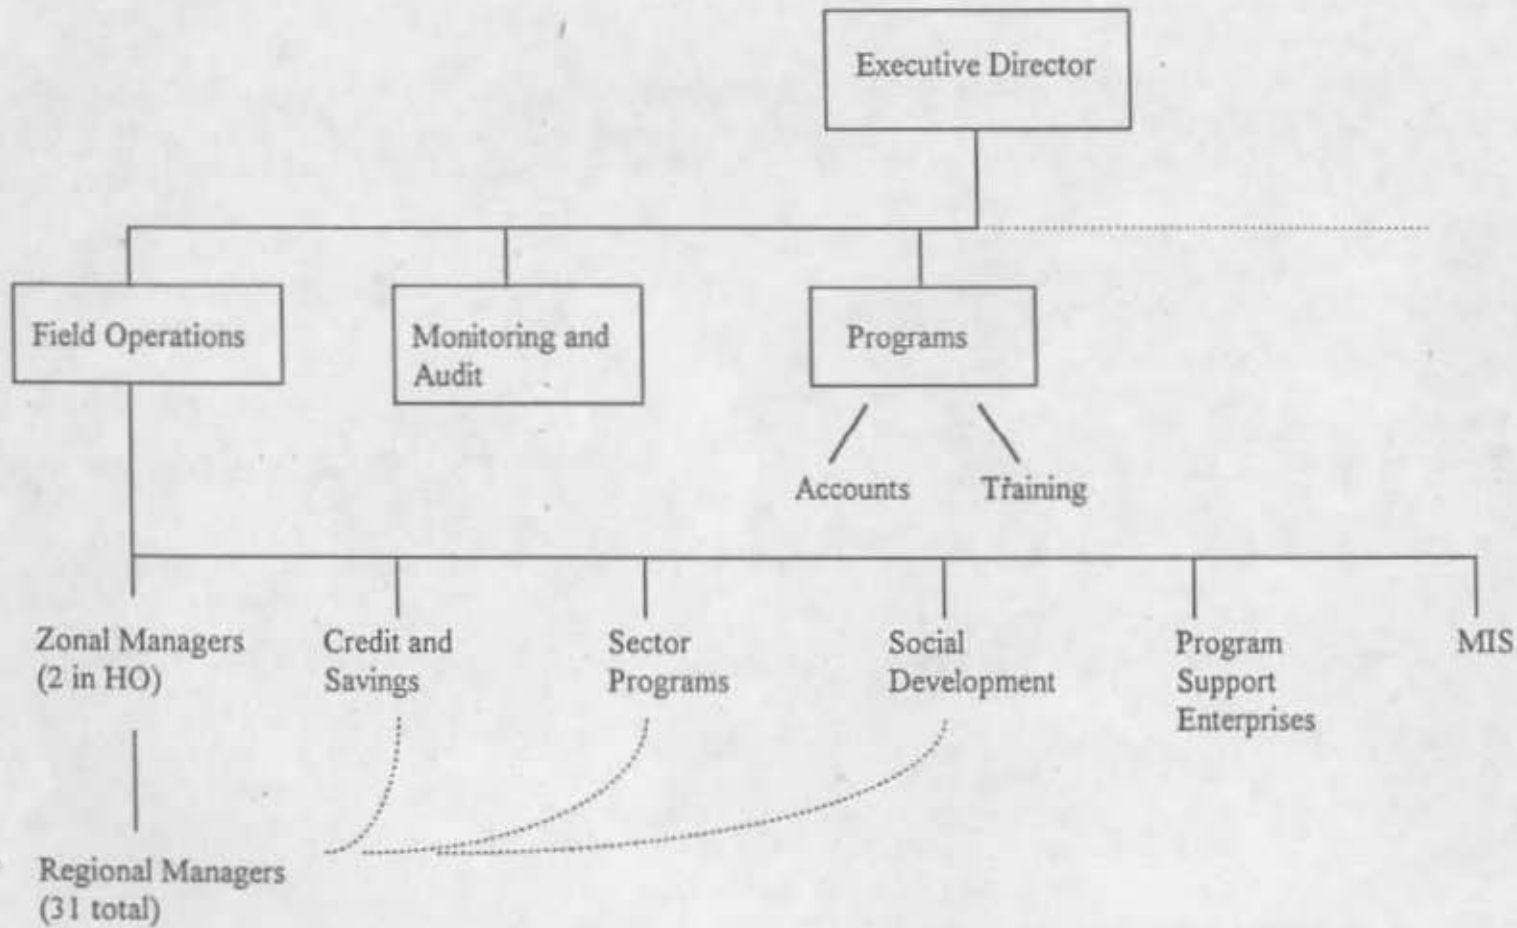 Executive Director
Field Operations
Monitoring and
Audit
Programs
Accounts
Training
Zonal Managers
(2 in HO)
Credit and
Savings
Sector
Programs
Social
Development
Program
Support
Enterprises
MIS
Regional Managers
(31 total)